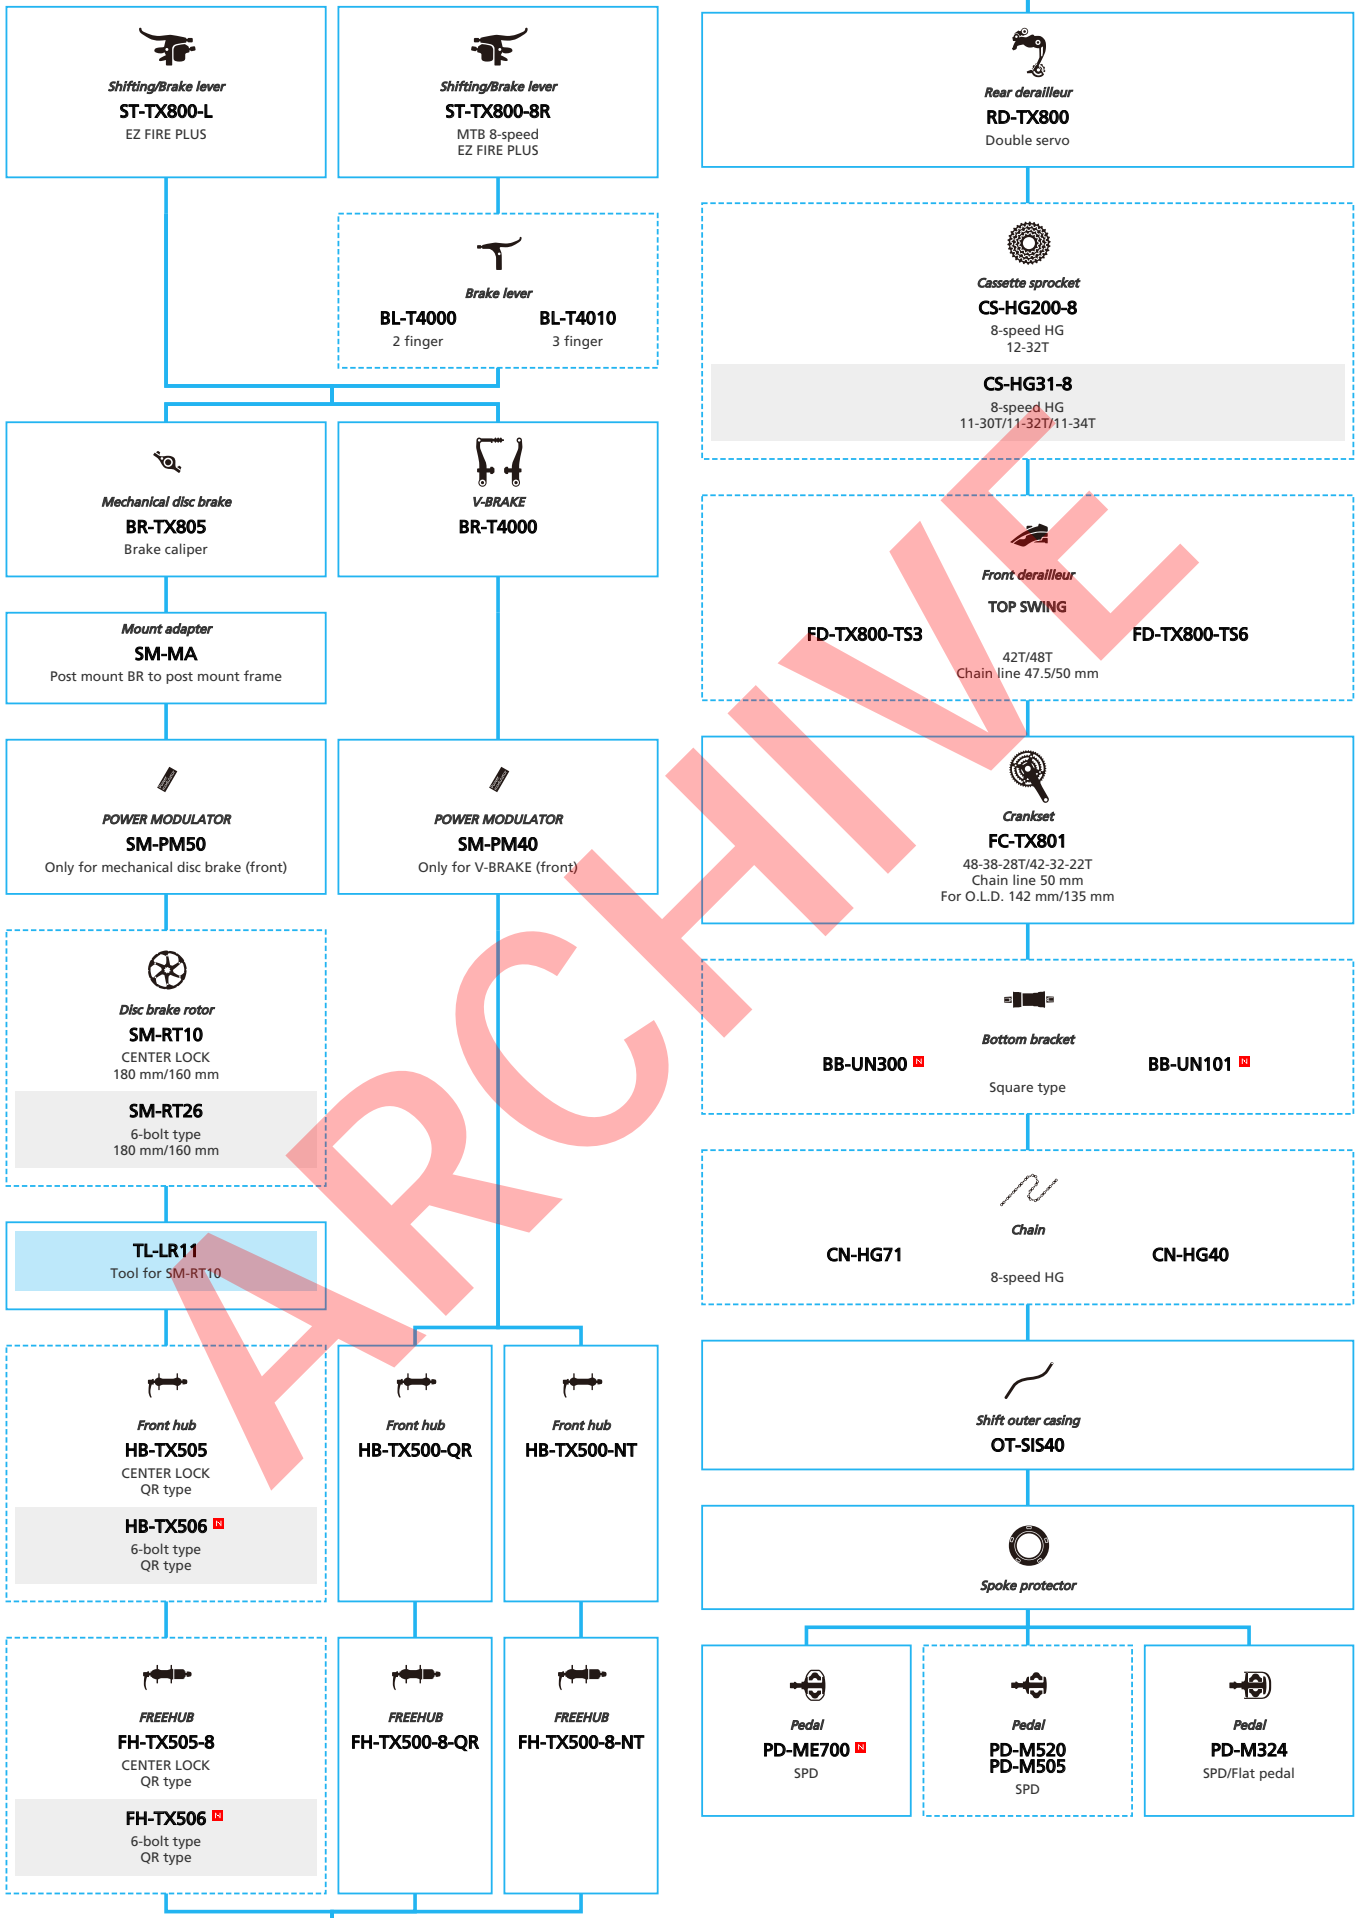 Shifting/Brake lever
ST-TX800-L
EZ FIRE PLUS
Shifting/Brake lever
ST-TX800-8R
MTB 8-speed
EZ FIRE PLUS
Brake lever
BL-T4000
2 finger
BL-T4010
3 finger
Mechanical disc brake
BR-TX805
Brake caliper
V-BRAKE
BR-T4000
Mount adapter
SM-MA
Post mount BR to post mount frame
POWER MODULATOR
SM-PM50
Only for mechanical disc brake (front)
POWER MODULATOR
SM-PM40
Only for V-BRAKE (front)
Disc brake rotor
SM-RT10
CENTER LOCK
180 mm/160 mm
SM-RT26
6-bolt type
180 mm/160 mm
TL-LR11
Tool for SM-RT10
Front hub
HB-TX505
CENTER LOCK
QR type
HB-TX506 N
6-bolt type
QR type
Front hub
HB-TX500-QR
Front hub
HB-TX500-NT
FREEHUB
FH-TX505-8
CENTER LOCK
QR type
FH-TX506 N
6-bolt type
QR type
FREEHUB
FH-TX500-8-QR
FREEHUB
FH-TX500-8-NT
Rear derailleur
RD-TX800
Double servo
Cassette sprocket
CS-HG200-8
8-speed HG
12-32T
CS-HG31-8
8-speed HG
11-30T/11-32T/11-34T
Front derailleur
TOP SWING
FD-TX800-TS3
FD-TX800-TS6
42T/48T
Chain line 47.5/50 mm
Crankset
FC-TX801
48-38-28T/42-32-22T
Chain line 50 mm
For O.L.D. 142 mm/135 mm
Bottom bracket
BB-UN300 N
BB-UN101 N
Square type
Chain
CN-HG71
CN-HG40
8-speed HG
Shift outer casing
OT-SIS40
Spoke protector
Pedal
PD-ME700 N
SPD
Pedal
PD-M520
PD-M505
SPD
Pedal
PD-M324
SPD/Flat pedal
ARCHIVE